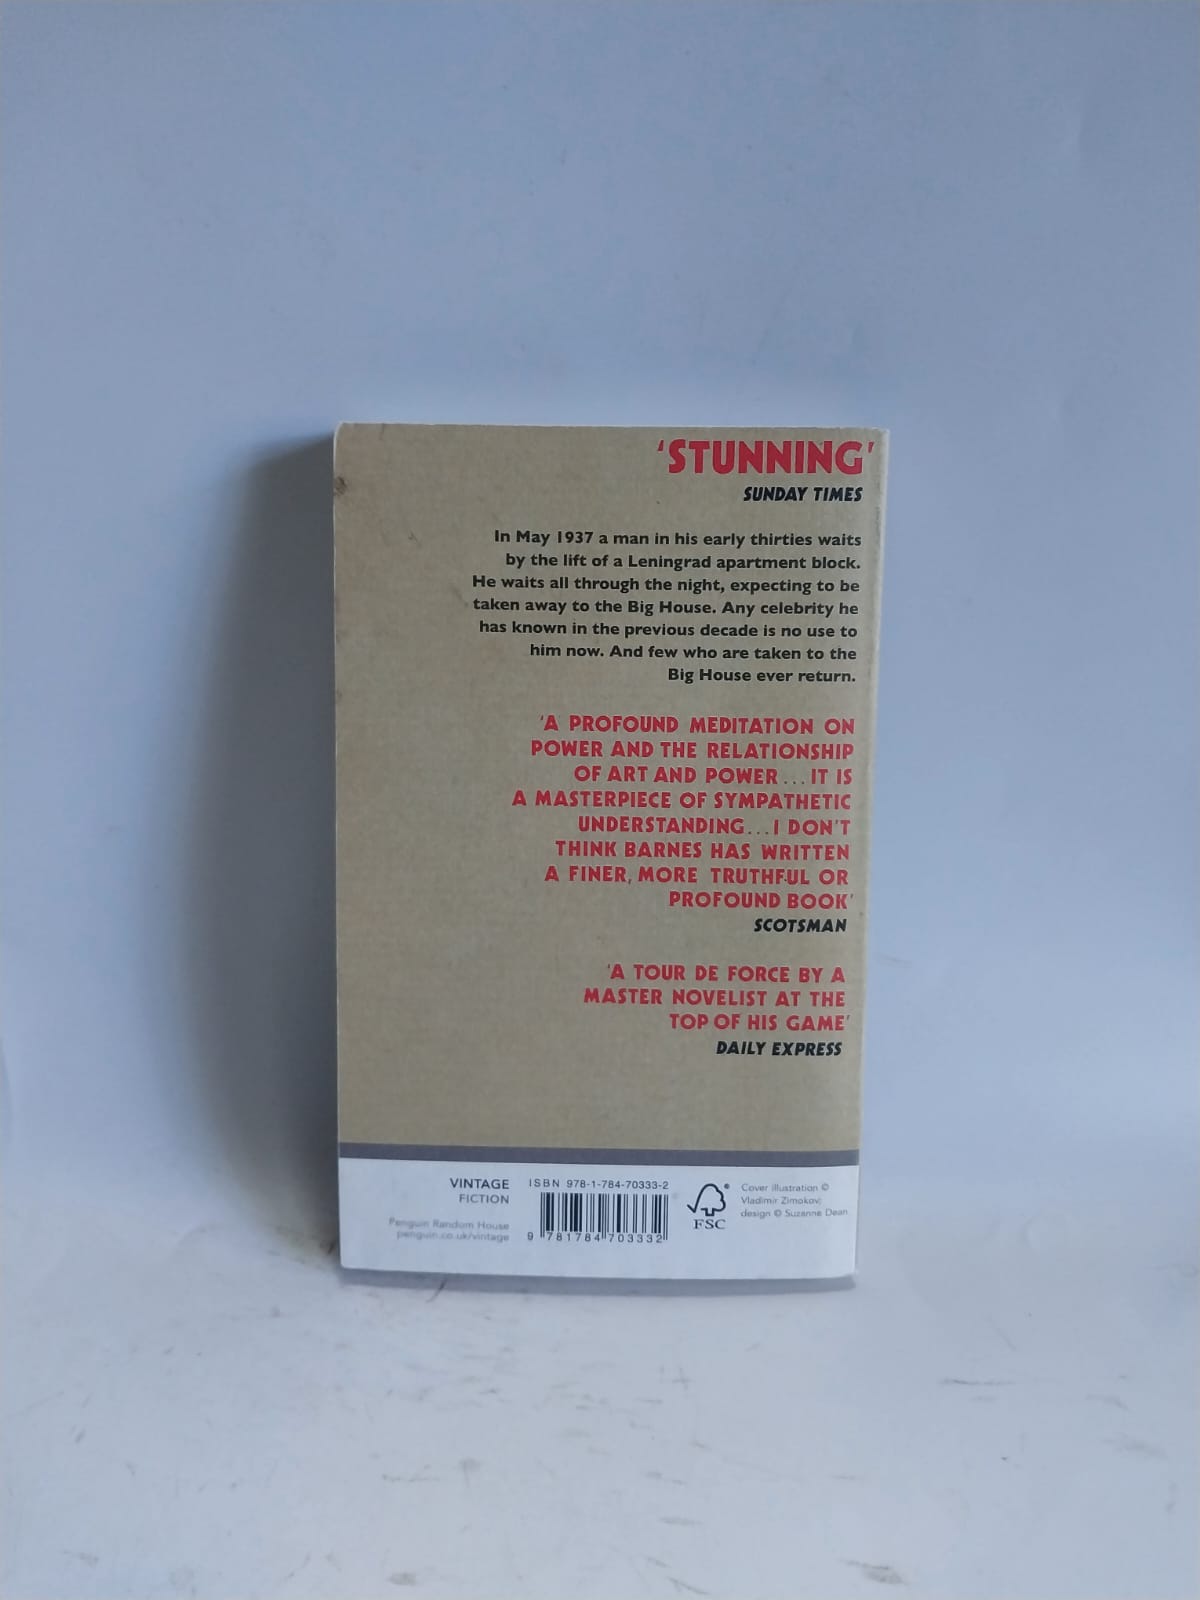 ‘STUNNING’
SUNDAY TIMES
In May 1937 a man in his early thirties waits
by the lift of a Leningrad apartment block.
He waits all through the night, expecting to be
taken away to the Big House. Any celebrity he
has known in the previous decade is no use to
him now. And few who are taken to the
Big House ever return.
‘A PROFOUND MEDITATION ON
POWER AND THE RELATIONSHIP
OF ART AND POWER...IT IS
A MASTERPIECE OF SYMPATHETIC
UNDERSTANDING...I DON’T
THINK BARNES HAS WRITTEN
A FINER, MORE TRUTHFUL OR
PROFOUND BOOK’
SCOTSMAN
‘A TOUR DE FORCE BY A
MASTER NOVELIST AT THE
TOP OF HIS GAME’
DAILY EXPRESS
VINTAGE
FICTION
Penguin Random House
penguin.co.uk/vintage
ISBN 978-1-784-70333-2
9 781784 703332
FSC
Cover illustration ©
Vladimir Zimokov;
design © Suzanne Dean